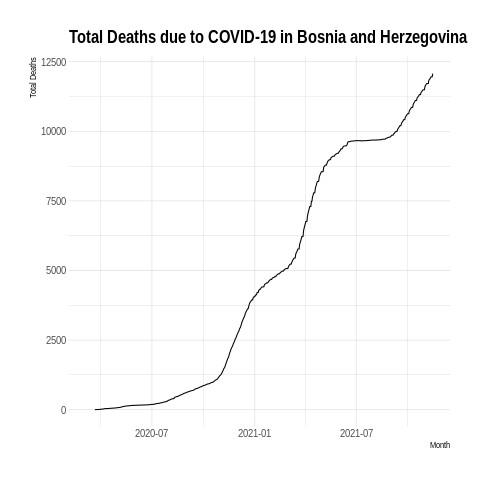 Total Deaths due to COVID-19 in Bosnia and Herzegovina
Total Deaths
12500
10000
7500
5000
2500
0
2020-07 2021-01 2021-07
Month